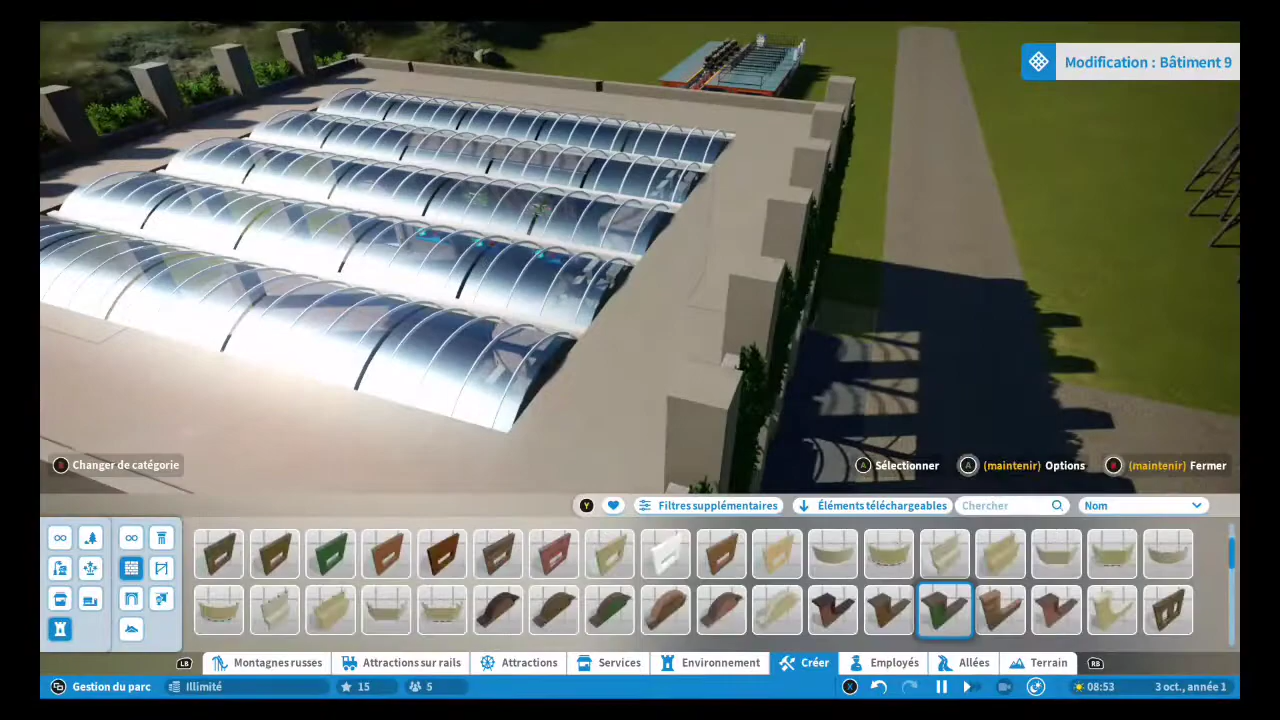 Modification : Bâtiment 9
B Changer de catégorie
A Sélectionner
A (maintenir) Options
B (maintenir) Fermer
Y Filtres supplémentaires Éléments téléchargeables Chercher Nom
LB Montagnes russes Attractions sur rails Attractions Services Environnement Créer Employés Allées Terrain RB
Gestion du parc Illimité 15 5 X 08:53 3 oct., année 1